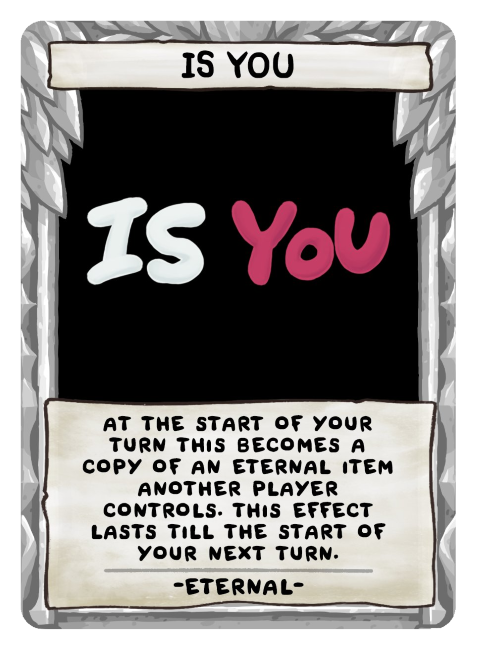 IS YOU
IS YOU
AT THE START OF YOUR
TURN THIS BECOMES A
COPY OF AN ETERNAL ITEM
ANOTHER PLAYER
CONTROLS. THIS EFFECT
LASTS TILL THE START OF
YOUR NEXT TURN.
-ETERNAL-